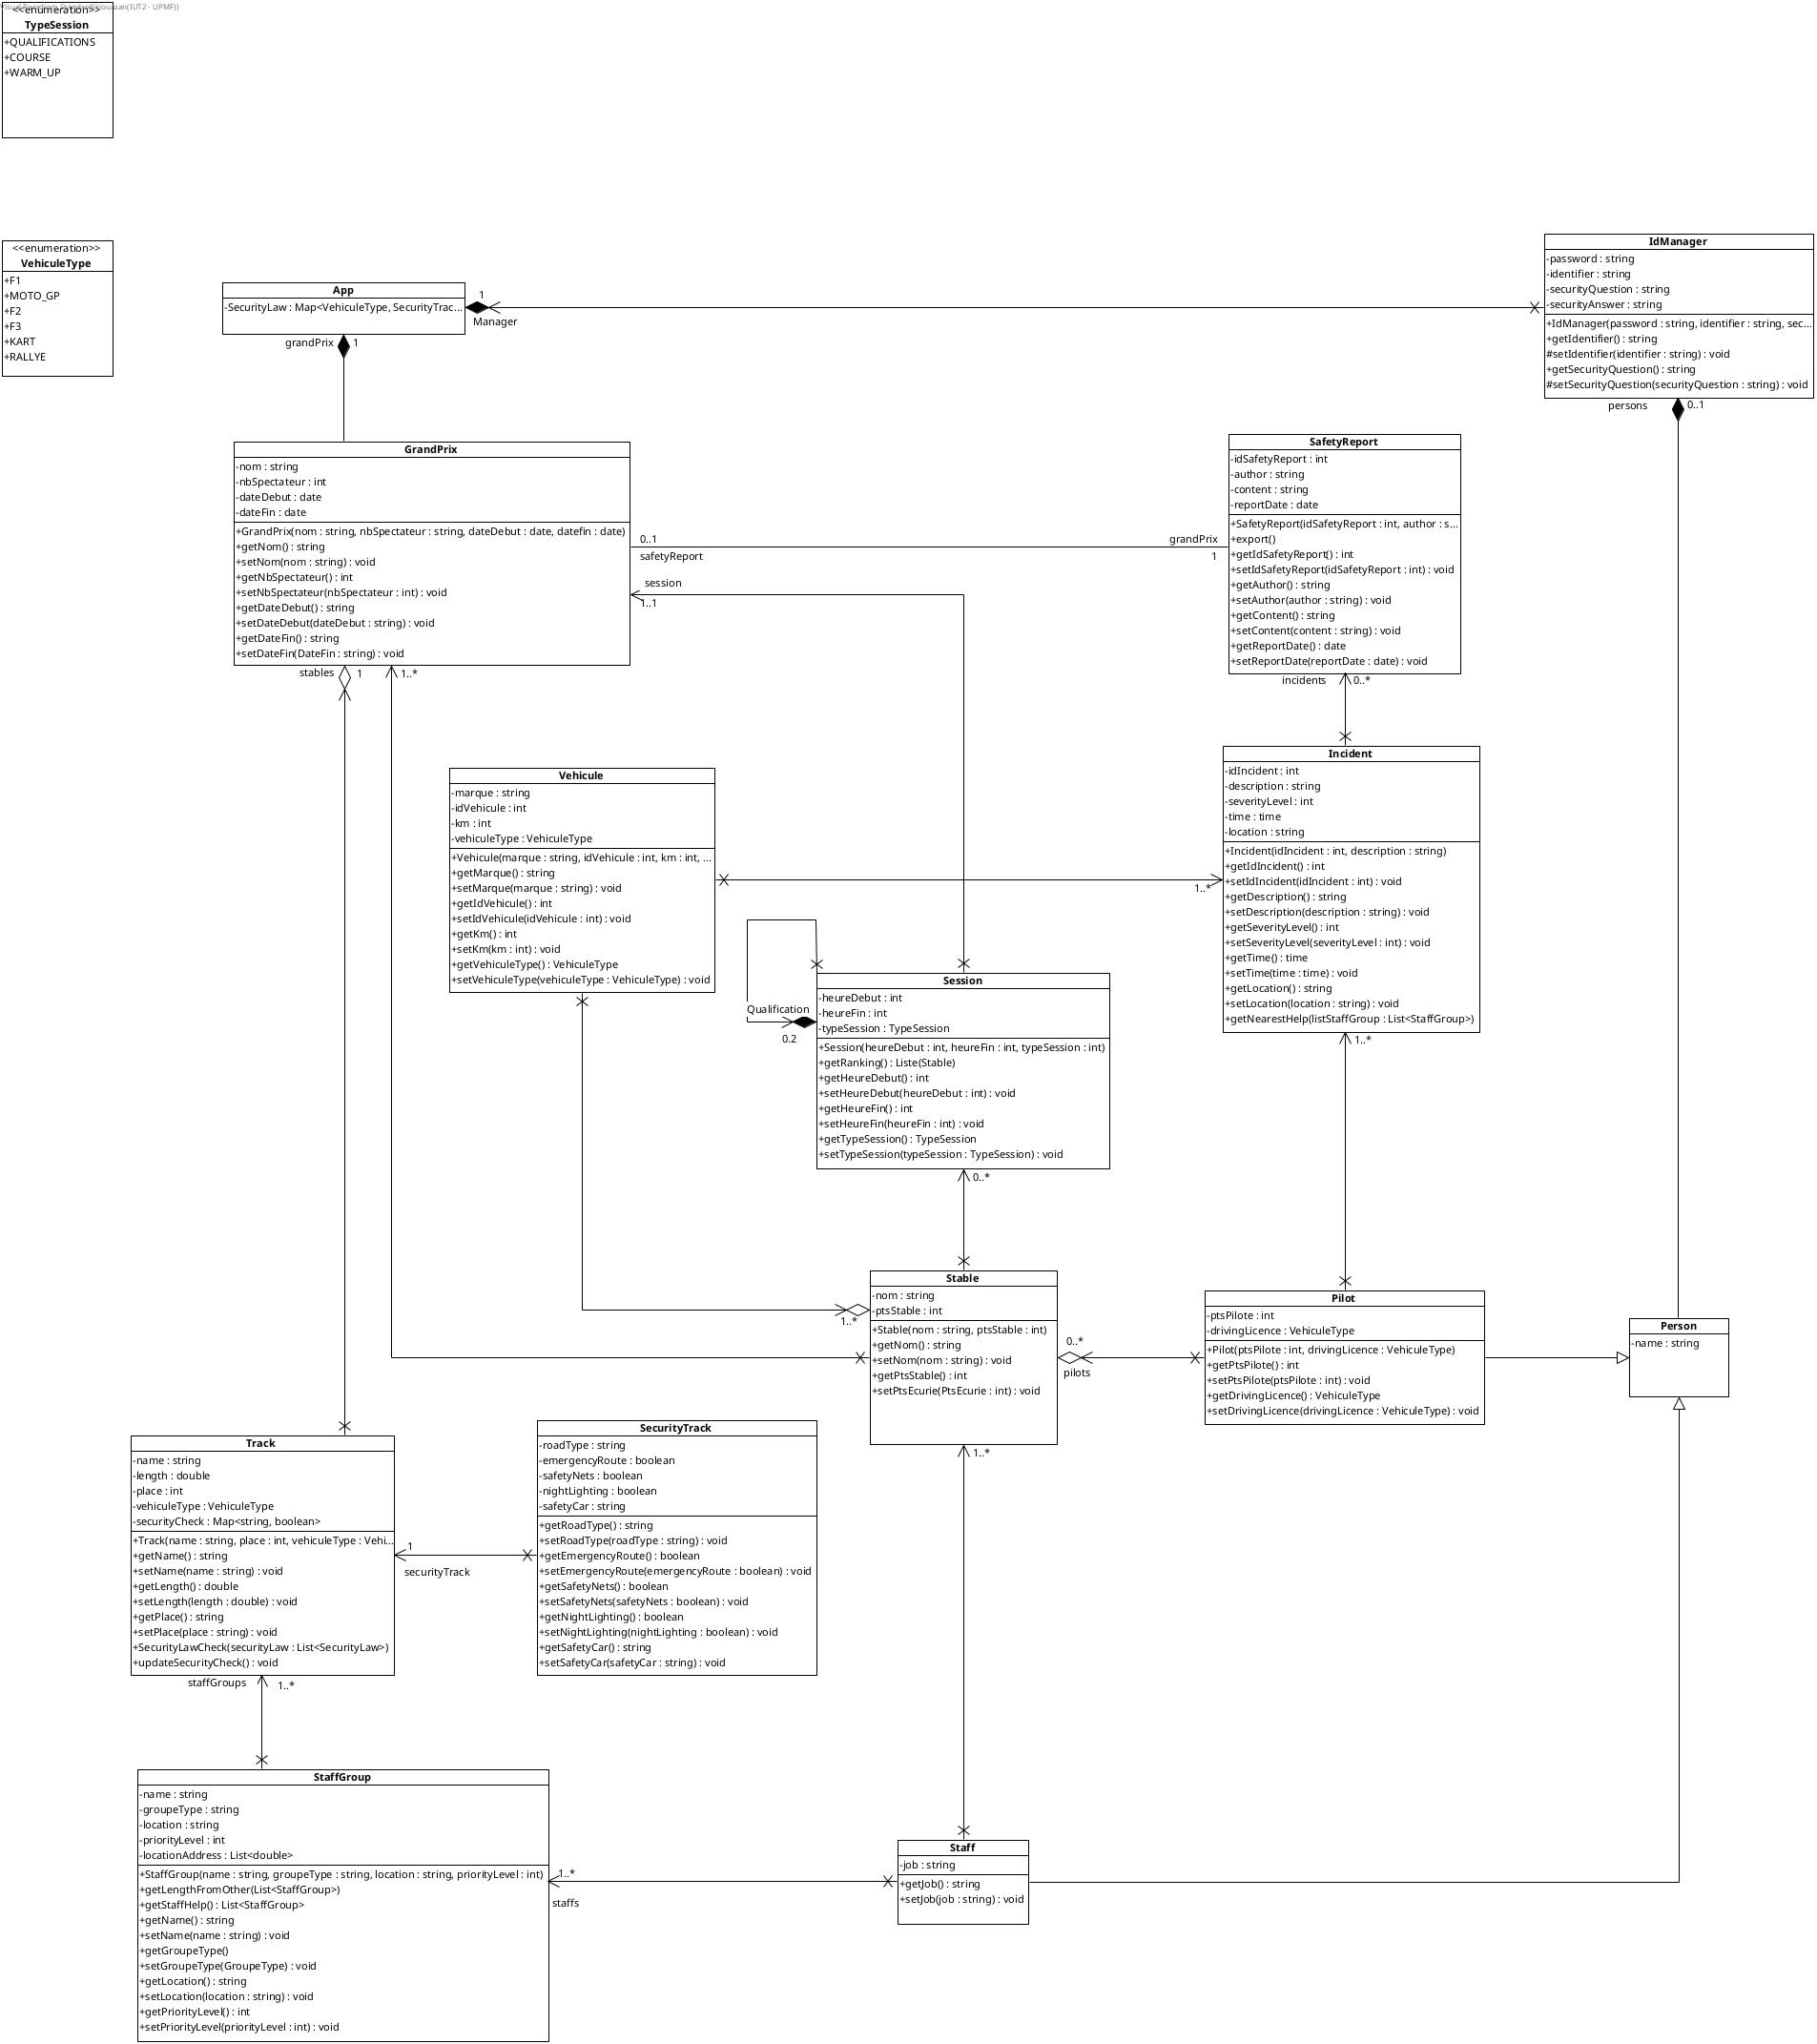 <<enumeration>>
TypeSession
+QUALIFICATIONS
+COURSE
+WARM_UP
<<enumeration>>
VehiculeType
+F1
+MOTO_GP
+F2
+F3
+KART
+RALLYE
App
-SecurityLaw : Map<VehiculeType, SecurityTrac...
1
Manager
grandPrix
1
IdManager
-password : string
-identifier : string
-securityQuestion : string
-securityAnswer : string
+IdManager(password : string, identifier : string, sec...
+getIdentifier() : string
#setIdentifier(identifier : string) : void
+getSecurityQuestion() : string
#setSecurityQuestion(securityQuestion : string) : void
persons
0..1
GrandPrix
-nom : string
-nbSpectateur : int
-dateDebut : date
-dateFin : date
+GrandPrix(nom : string, nbSpectateur : string, dateDebut : date, datefin : date)
+getNom() : string
+setNom(nom : string) : void
+getNbSpectateur() : int
+setNbSpectateur(nbSpectateur : int) : void
+getDateDebut() : string
+setDateDebut(dateDebut : string) : void
+getDateFin() : string
+setDateFin(DateFin : string) : void
0..1
safetyReport
grandPrix
1
session
1..1
stables
1
1..*
SafetyReport
-idSafetyReport : int
-author : string
-content : string
-reportDate : date
+SafetyReport(idSafetyReport : int, author : s...
+export()
+getIdSafetyReport() : int
+setIdSafetyReport(idSafetyReport : int) : void
+getAuthor() : string
+setAuthor(author : string) : void
+getContent() : string
+setContent(content : string) : void
+getReportDate() : date
+setReportDate(reportDate : date) : void
incidents
0..*
Vehicule
-marque : string
-idVehicule : int
-km : int
-vehiculeType : VehiculeType
+Vehicule(marque : string, idVehicule : int, km : int, ...
+getMarque() : string
+setMarque(marque : string) : void
+getIdVehicule() : int
+setIdVehicule(idVehicule : int) : void
+getKm() : int
+setKm(km : int) : void
+getVehiculeType() : VehiculeType
+setVehiculeType(vehiculeType : VehiculeType) : void
1..*
Incident
-idIncident : int
-description : string
-severityLevel : int
-time : time
-location : string
+Incident(idIncident : int, description : string)
+getIdIncident() : int
+setIdIncident(idIncident : int) : void
+getDescription() : string
+setDescription(description : string) : void
+getSeverityLevel() : int
+setSeverityLevel(severityLevel : int) : void
+getTime() : time
+setTime(time : time) : void
+getLocation() : string
+setLocation(location : string) : void
+getNearestHelp(listStaffGroup : List<StaffGroup>)
1..*
Qualification
0.2
Session
-heureDebut : int
-heureFin : int
-typeSession : TypeSession
+Session(heureDebut : int, heureFin : int, typeSession : int)
+getRanking() : Liste(Stable)
+getHeureDebut() : int
+setHeureDebut(heureDebut : int) : void
+getHeureFin() : int
+setHeureFin(heureFin : int) : void
+getTypeSession() : TypeSession
+setTypeSession(typeSession : TypeSession) : void
0..*
1..*
Stable
-nom : string
-ptsStable : int
+Stable(nom : string, ptsStable : int)
+getNom() : string
+setNom(nom : string) : void
+getPtsStable() : int
+setPtsEcurie(PtsEcurie : int) : void
0..*
pilots
1..*
Pilot
-ptsPilote : int
-drivingLicence : VehiculeType
+Pilot(ptsPilote : int, drivingLicence : VehiculeType)
+getPtsPilote() : int
+setPtsPilote(ptsPilote : int) : void
+getDrivingLicence() : VehiculeType
+setDrivingLicence(drivingLicence : VehiculeType) : void
Person
-name : string
Track
-name : string
-length : double
-place : int
-vehiculeType : VehiculeType
-securityCheck : Map<string, boolean>
+Track(name : string, place : int, vehiculeType : Vehi...
+getName() : string
+setName(name : string) : void
+getLength() : double
+setLength(length : double) : void
+getPlace() : string
+setPlace(place : string) : void
+SecurityLawCheck(securityLaw : List<SecurityLaw>)
+updateSecurityCheck() : void
1
securityTrack
staffGroups
1..*
SecurityTrack
-roadType : string
-emergencyRoute : boolean
-safetyNets : boolean
-nightLighting : boolean
-safetyCar : string
+getRoadType() : string
+setRoadType(roadType : string) : void
+getEmergencyRoute() : boolean
+setEmergencyRoute(emergencyRoute : boolean) : void
+getSafetyNets() : boolean
+setSafetyNets(safetyNets : boolean) : void
+getNightLighting() : boolean
+setNightLighting(nightLighting : boolean) : void
+getSafetyCar() : string
+setSafetyCar(safetyCar : string) : void
StaffGroup
-name : string
-groupeType : string
-location : string
-priorityLevel : int
-locationAddress : List<double>
+StaffGroup(name : string, groupeType : string, location : string, priorityLevel : int)
+getLengthFromOther(List<StaffGroup>)
+getStaffHelp() : List<StaffGroup>
+getName() : string
+setName(name : string) : void
+getGroupeType()
+setGroupeType(GroupeType) : void
+getLocation() : string
+setLocation(location : string) : void
+getPriorityLevel() : int
+setPriorityLevel(priorityLevel : int) : void
1..*
staffs
Staff
-job : string
+getJob() : string
+setJob(job : string) : void